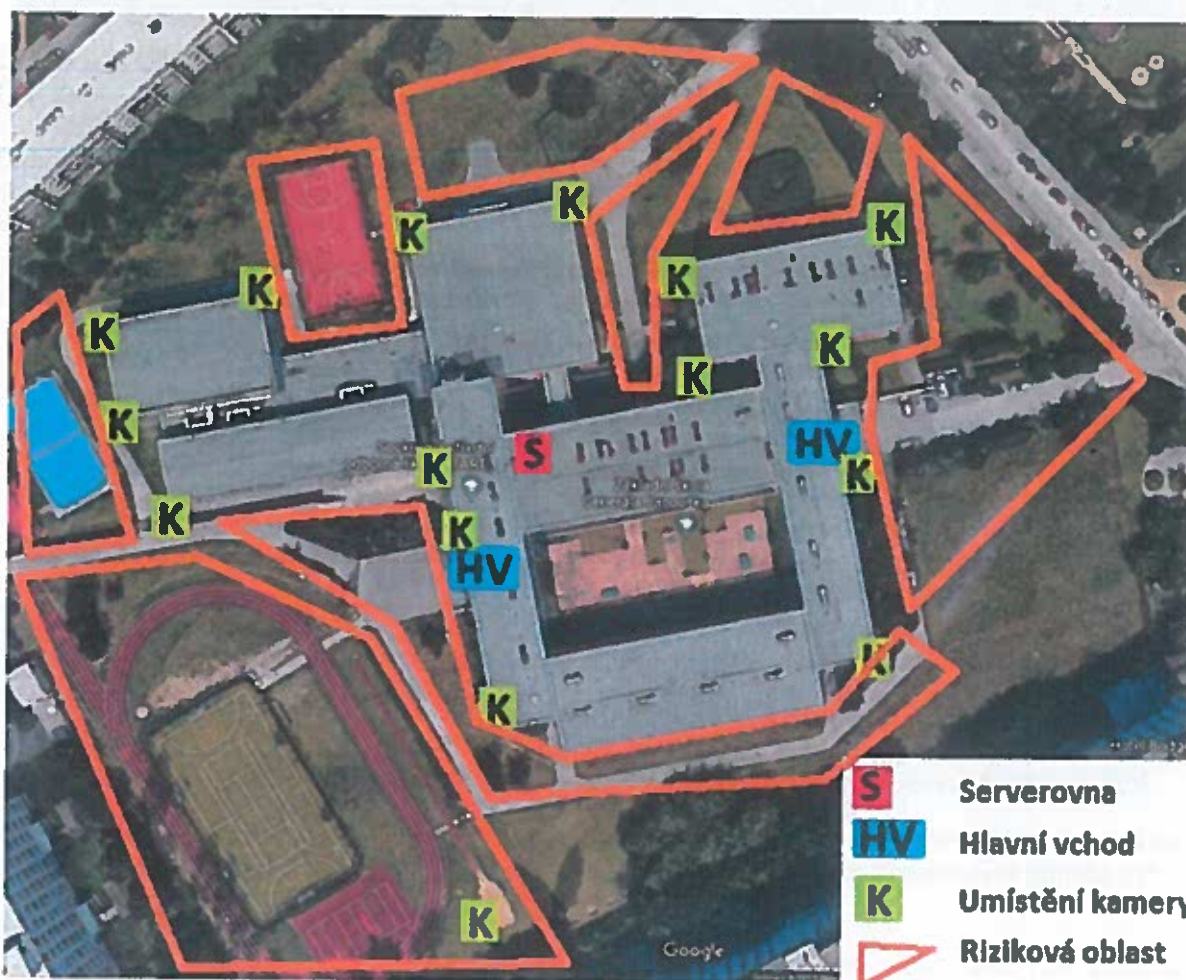 K
K
K
K
K
K
K
K
K
HV
S
K
K
K
K
HV
K
K
S Serverovna
HV Hlavní vchod
K Umístění kamery
K
Google
Riziková oblast